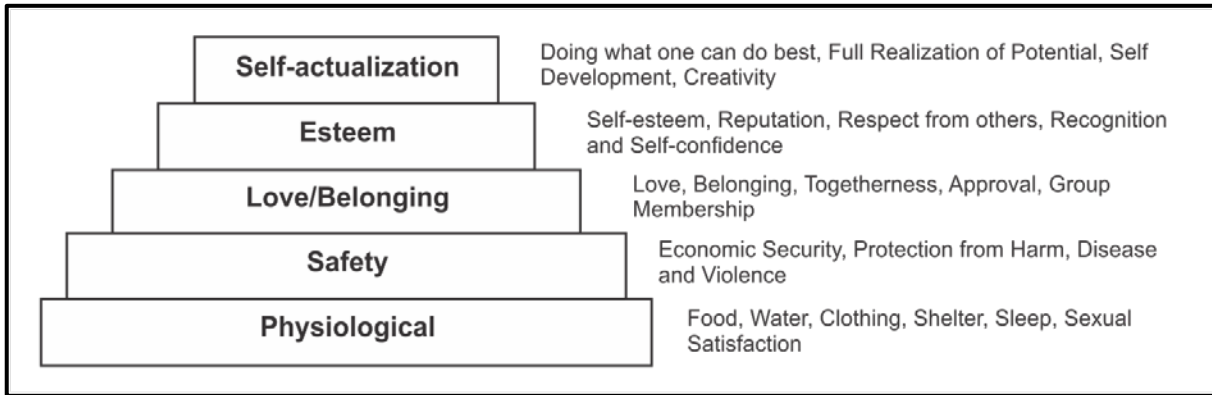 Self-actualization
Doing what one can do best, Full Realization of Potential, Self
Development, Creativity
Esteem
Self-esteem, Reputation, Respect from others, Recognition
and Self-confidence
Love/Belonging
Love, Belonging, Togetherness, Approval, Group
Membership
Safety
Economic Security, Protection from Harm, Disease
and Violence
Physiological
Food, Water, Clothing, Shelter, Sleep, Sexual
Satisfaction